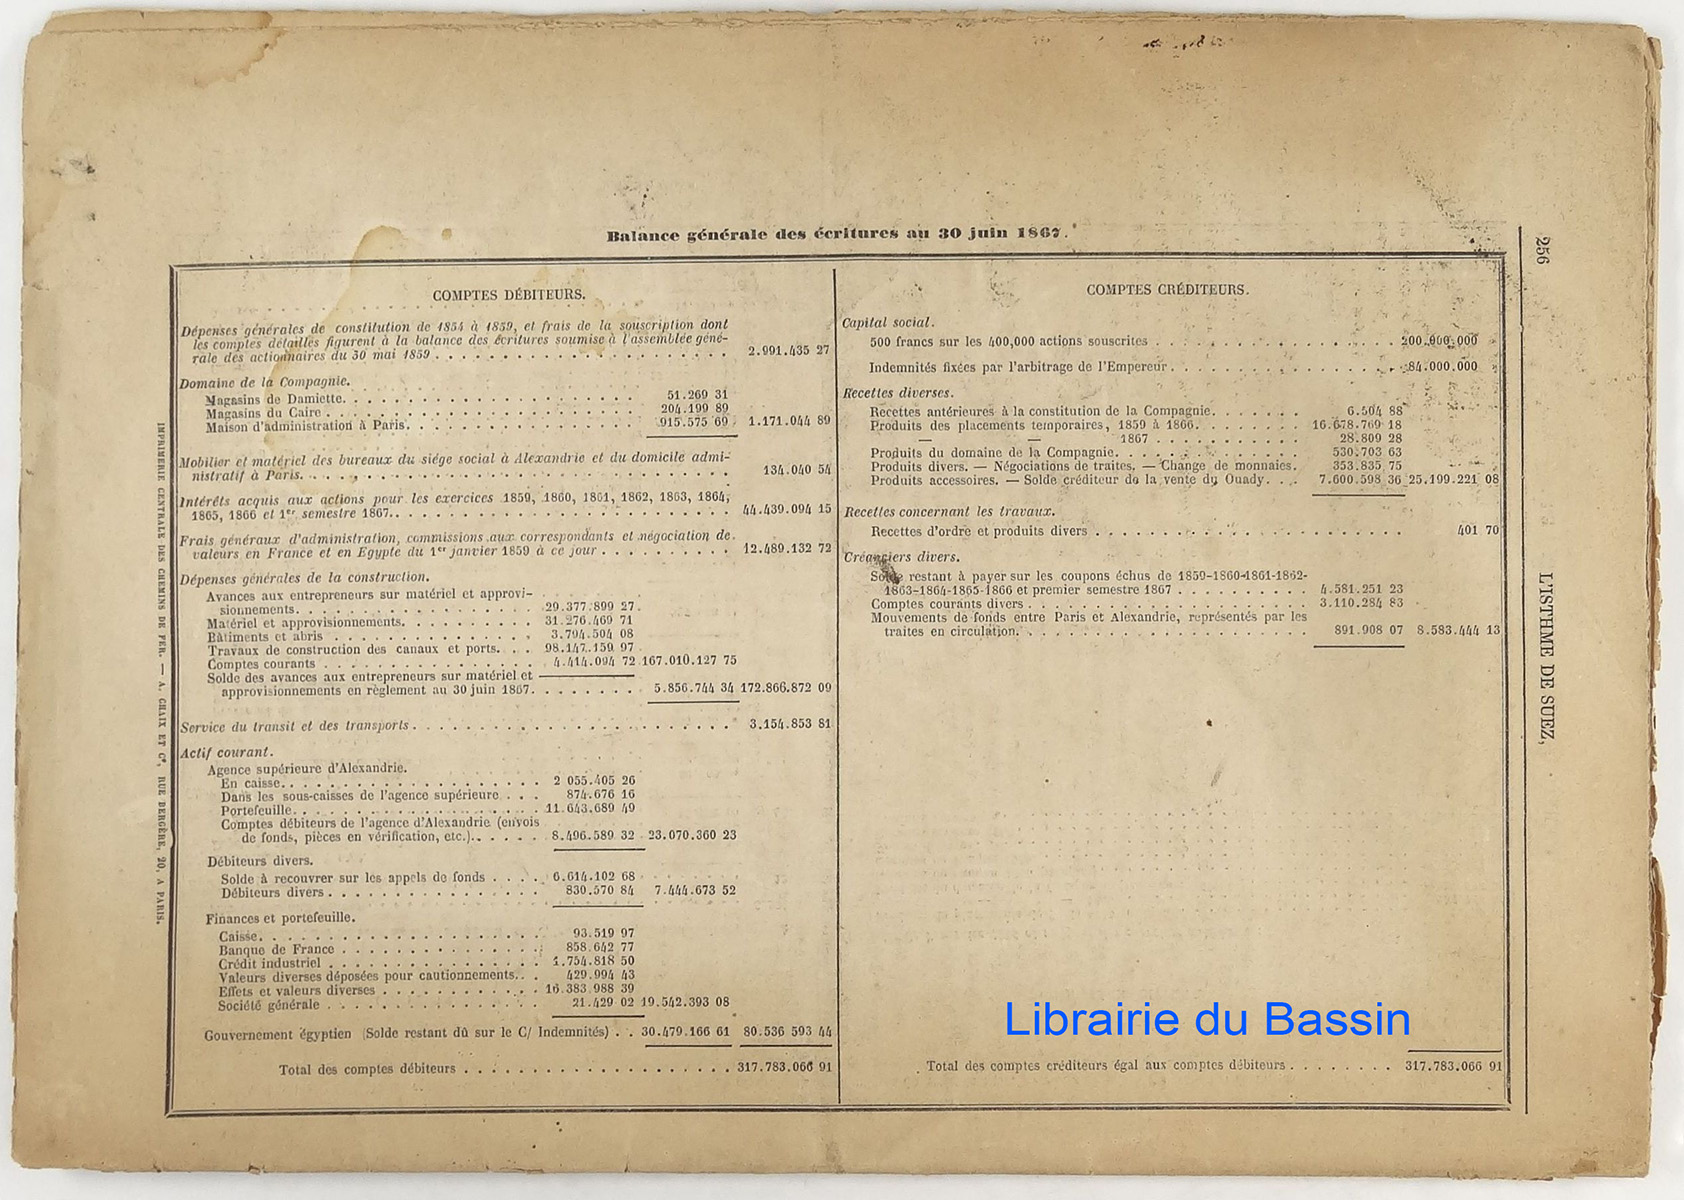 Balance générale des écritures au 30 juin 1867.
COMPTES DÉBITEURS.
Dépenses générales de constitution de 1854 à 1859, et frais de la souscription dont
les comptes détaillés figurent à la balance des écritures soumise à l'assemblée géné-
rale des actionnaires du 30 mai 1859 2.991.435 27
Domaine de la Compagnie.
Magasins de Damiette. 51.269 31
Magasins du Caire 204.199 89
Maison d'administration à Paris. 915.575 69 1.171.044 89
Mobilier et matériel des bureaux du siége social à Alexandrie et du domicile admi-
nistratif à Paris. 134.040 54
Intérêts acquis aux actions pour les exercices 1859, 1860, 1861, 1862, 1863, 1864,
1865, 1866 et 1er semestre 1867. 44.439.094 15
Frais généraux d'administration, commissions aux correspondants et négociation de
valeurs en France et en Egypte du 1er janvier 1859 à ce jour 12.489.132 72
Dépenses générales de la construction.
Avances aux entrepreneurs sur matériel et approvi-
sionnements. 29.377.899 27
Matériel et approvisionnements. 31.276.469 71
Bâtiments et abris 3.794.504 08
Travaux de construction des canaux et ports. 98.147.159 97
Comptes courants 4.414.094 72 167.010.127 75
Solde des avances aux entrepreneurs sur matériel et
approvisionnements en règlement au 30 juin 1867. 5.856.744 34 172.866.872 09
Service du transit et des transports 3.154.853 81
Actif courant.
Agence supérieure d'Alexandrie.
En caisse. 2 055.405 26
Dans les sous-caisses de l'agence supérieure 874.676 16
Portefeuille. 11.643.689 49
Comptes débiteurs de l'agence d'Alexandrie (envois
de fonds, pièces en vérification, etc.). 8.496.589 32 23.070.360 23
Débiteurs divers.
Solde à recouvrer sur les appels de fonds 6.614.102 68
Débiteurs divers 830.570 84 7.444.673 52
Finances et portefeuille.
Caisse. 93.519 97
Banque de France 858.642 77
Crédit industriel 1.754.818 50
Valeurs diverses déposées pour cautionnements. 429.994 43
Effets et valeurs diverses 16.383.988 39
Société générale 21.429 02 19.542.393 08
Gouvernement égyptien (Solde restant dû sur le C/ Indemnités) 30.479.166 61 80.536 593 44
Total des comptes débiteurs 317.783.066 91
COMPTES CRÉDITEURS.
Capital social.
500 francs sur les 400,000 actions souscrites 200.000.000
Indemnités fixées par l'arbitrage de l'Empereur 84.000.000
Recettes diverses.
Recettes antérieures à la constitution de la Compagnie. 6.504 88
Produits des placements temporaires, 1859 à 1866. 16.678.769 18
— — 1867 28.809 28
Produits du domaine de la Compagnie. 530.703 63
Produits divers. — Négociations de traites. — Change de monnaies. 353.835 75
Produits accessoires. — Solde créditeur de la vente du Ouady. 7.600.598 36 25.199.221 08
Recettes concernant les travaux.
Recettes d'ordre et produits divers 401 70
Créanciers divers.
Solde restant à payer sur les coupons échus de 1859-1860-1861-1862-
1863-1864-1865-1866 et premier semestre 1867 4.581.251 23
Comptes courants divers 3.110.284 83
Mouvements de fonds entre Paris et Alexandrie, représentés par les
traites en circulation. 891.908 07 8.583.444 13
Total des comptes créditeurs égal aux comptes débiteurs 317.783.066 91
256
L'ISTHME DE SUEZ,
IMPRIMERIE CENTRALE DES CHEMINS DE FER. — A. CHAIX ET Ce, RUE BERGÈRE, 20, A PARIS.
Librairie du Bassin